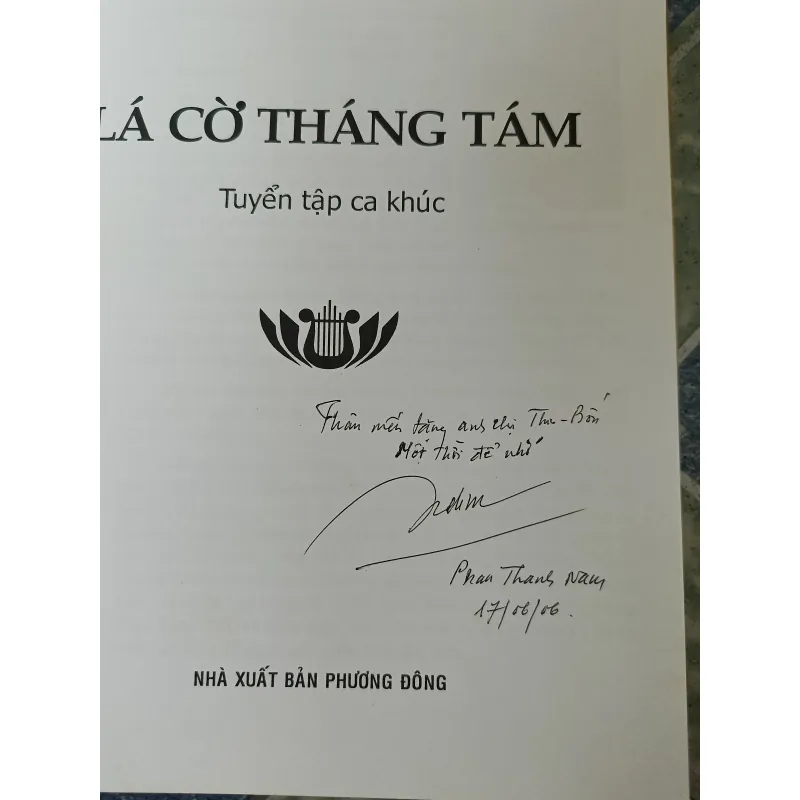 LÁ CỜ THÁNG TÁM
Tuyển tập ca khúc
Thân mến tặng anh chị Thu-Bốn
Một thời để nhớ
Phan Thanh Nam
17/06/06.
NHÀ XUẤT BẢN PHƯƠNG ĐÔNG